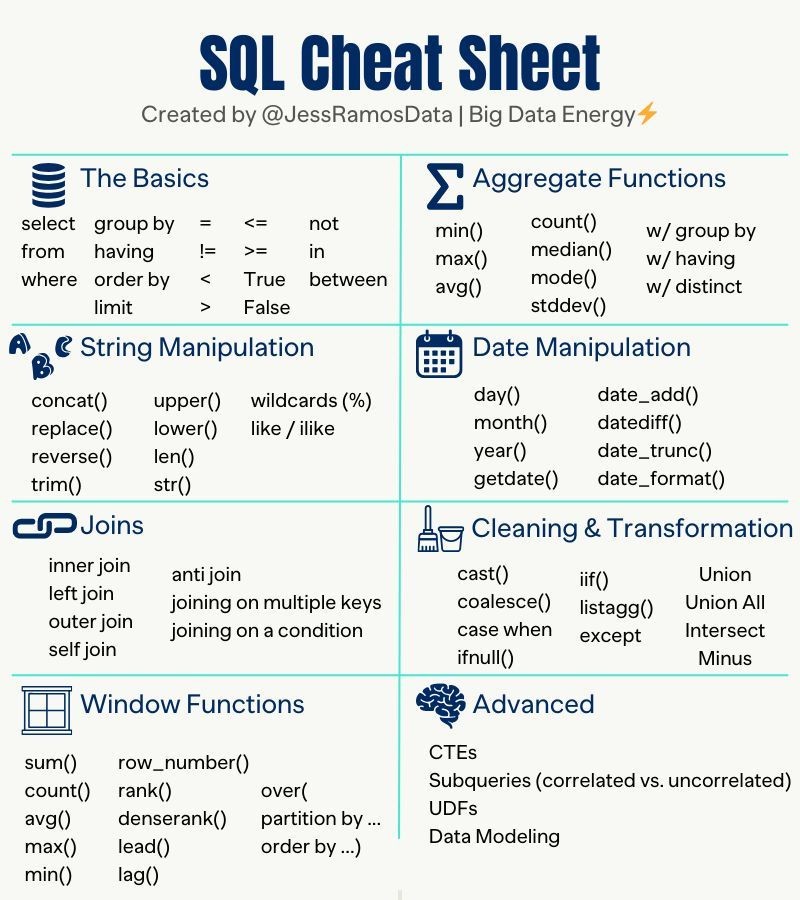 SQL Cheat Sheet
Created by @JessRamosData | Big Data Energy⚡
The Basics
select
from
where
group by
having
order by
limit
=
!=
<
>
<=
>=
True
False
not
in
between
Aggregate Functions
min()
max()
avg()
count()
median()
mode()
stddev()
w/ group by
w/ having
w/ distinct
A B C
String Manipulation
concat()
replace()
reverse()
trim()
upper()
lower()
len()
str()
wildcards (%)
like / ilike
Date Manipulation
day()
month()
year()
getdate()
date_add()
datediff()
date_trunc()
date_format()
Joins
inner join
left join
outer join
self join
anti join
joining on multiple keys
joining on a condition
Cleaning & Transformation
cast()
coalesce()
case when
ifnull()
iif()
listagg()
except
Union
Union All
Intersect
Minus
Window Functions
sum()
count()
avg()
max()
min()
row_number()
rank()
denserank()
lead()
lag()
over(
partition by ...
order by ...)
Advanced
CTEs
Subqueries (correlated vs. uncorrelated)
UDFs
Data Modeling